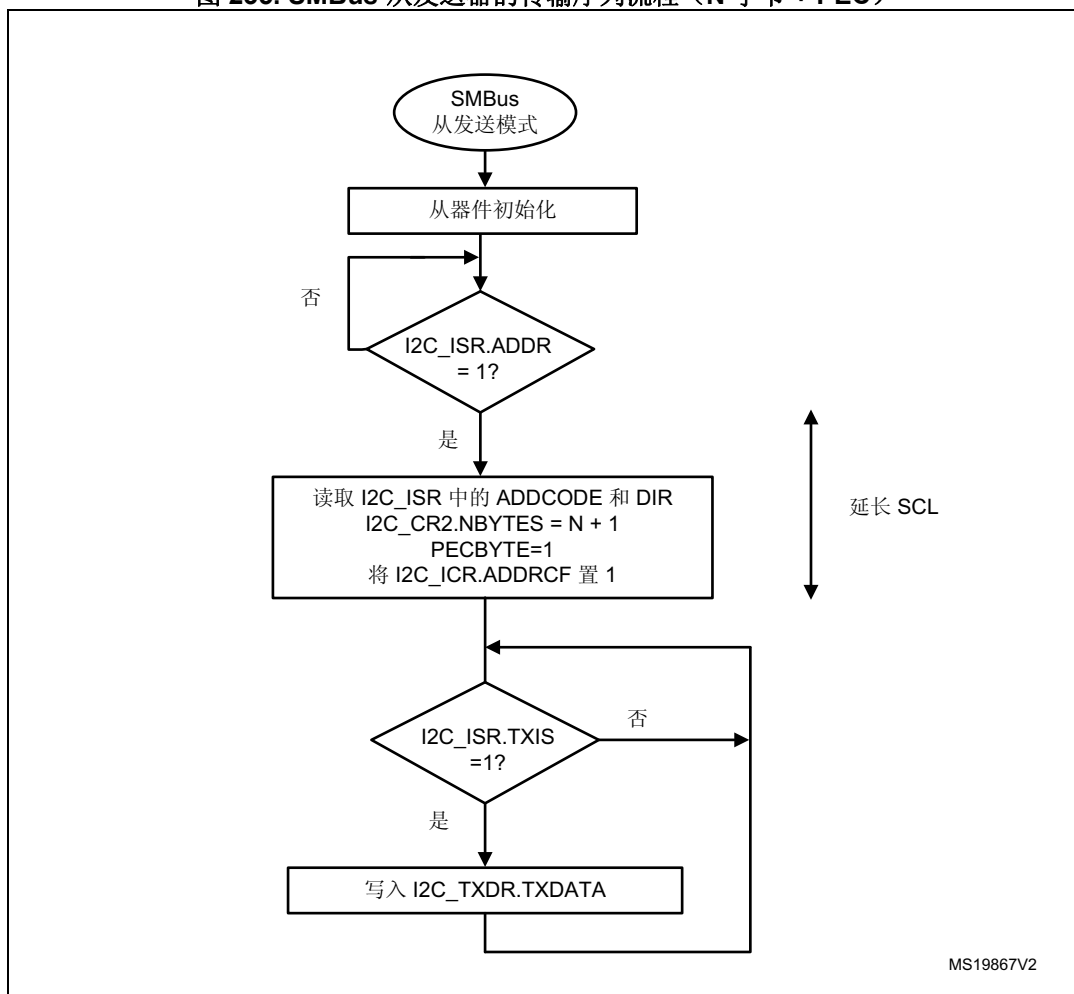 SMBus
从发送模式
从器件初始化
否
I2C_ISR.ADDR
= 1?
是
读取 I2C_ISR 中的 ADDCODE 和 DIR
I2C_CR2.NBYTES = N + 1
PECBYTE=1
将 I2C_ICR.ADDRCF 置 1
延长 SCL
I2C_ISR.TXIS
=1?
否
是
写入 I2C_TXDR.TXDATA
MS19867V2